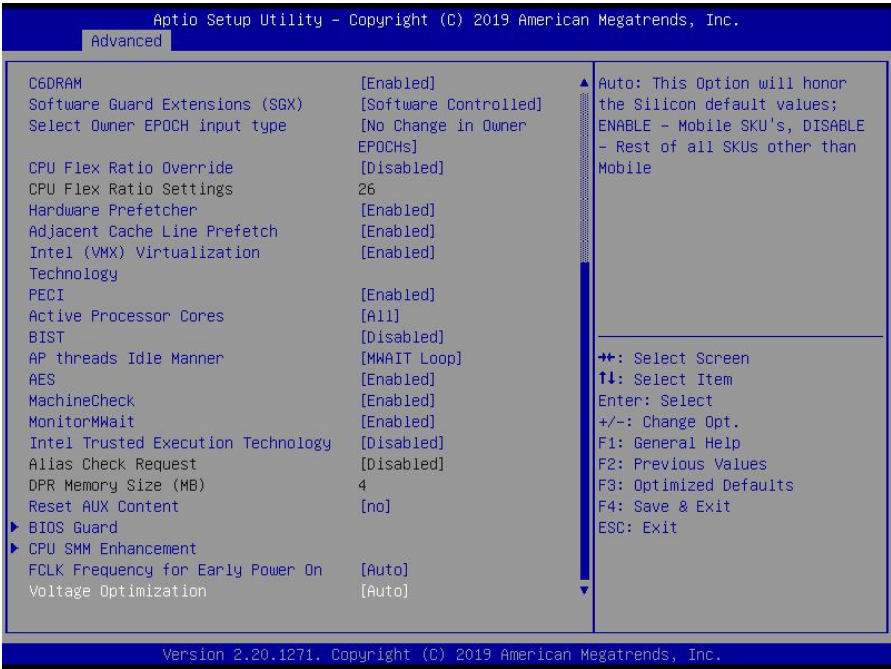 Aptio Setup Utility – Copyright (C) 2019 American Megatrends, Inc.
Advanced
C6DRAM [Enabled]
Software Guard Extensions (SGX) [Software Controlled]
Select Owner EPOCH input type [No Change in Owner
EPOCHs]
CPU Flex Ratio Override [Disabled]
CPU Flex Ratio Settings 26
Hardware Prefetcher [Enabled]
Adjacent Cache Line Prefetch [Enabled]
Intel (VMX) Virtualization [Enabled]
Technology
PECI [Enabled]
Active Processor Cores [All]
BIST [Disabled]
AP threads Idle Manner [MWAIT Loop]
AES [Enabled]
MachineCheck [Enabled]
MonitorMWait [Enabled]
Intel Trusted Execution Technology [Disabled]
Alias Check Request [Disabled]
DPR Memory Size (MB) 4
Reset AUX Content [no]
BIOS Guard
CPU SMM Enhancement
FCLK Frequency for Early Power On [Auto]
Voltage Optimization [Auto]
Auto: This Option will honor
the Silicon default values;
ENABLE – Mobile SKU's, DISABLE
– Rest of all SKUs other than
Mobile
→←: Select Screen
↑↓: Select Item
Enter: Select
+/-: Change Opt.
F1: General Help
F2: Previous Values
F3: Optimized Defaults
F4: Save & Exit
ESC: Exit
Version 2.20.1271. Copyright (C) 2019 American Megatrends, Inc.